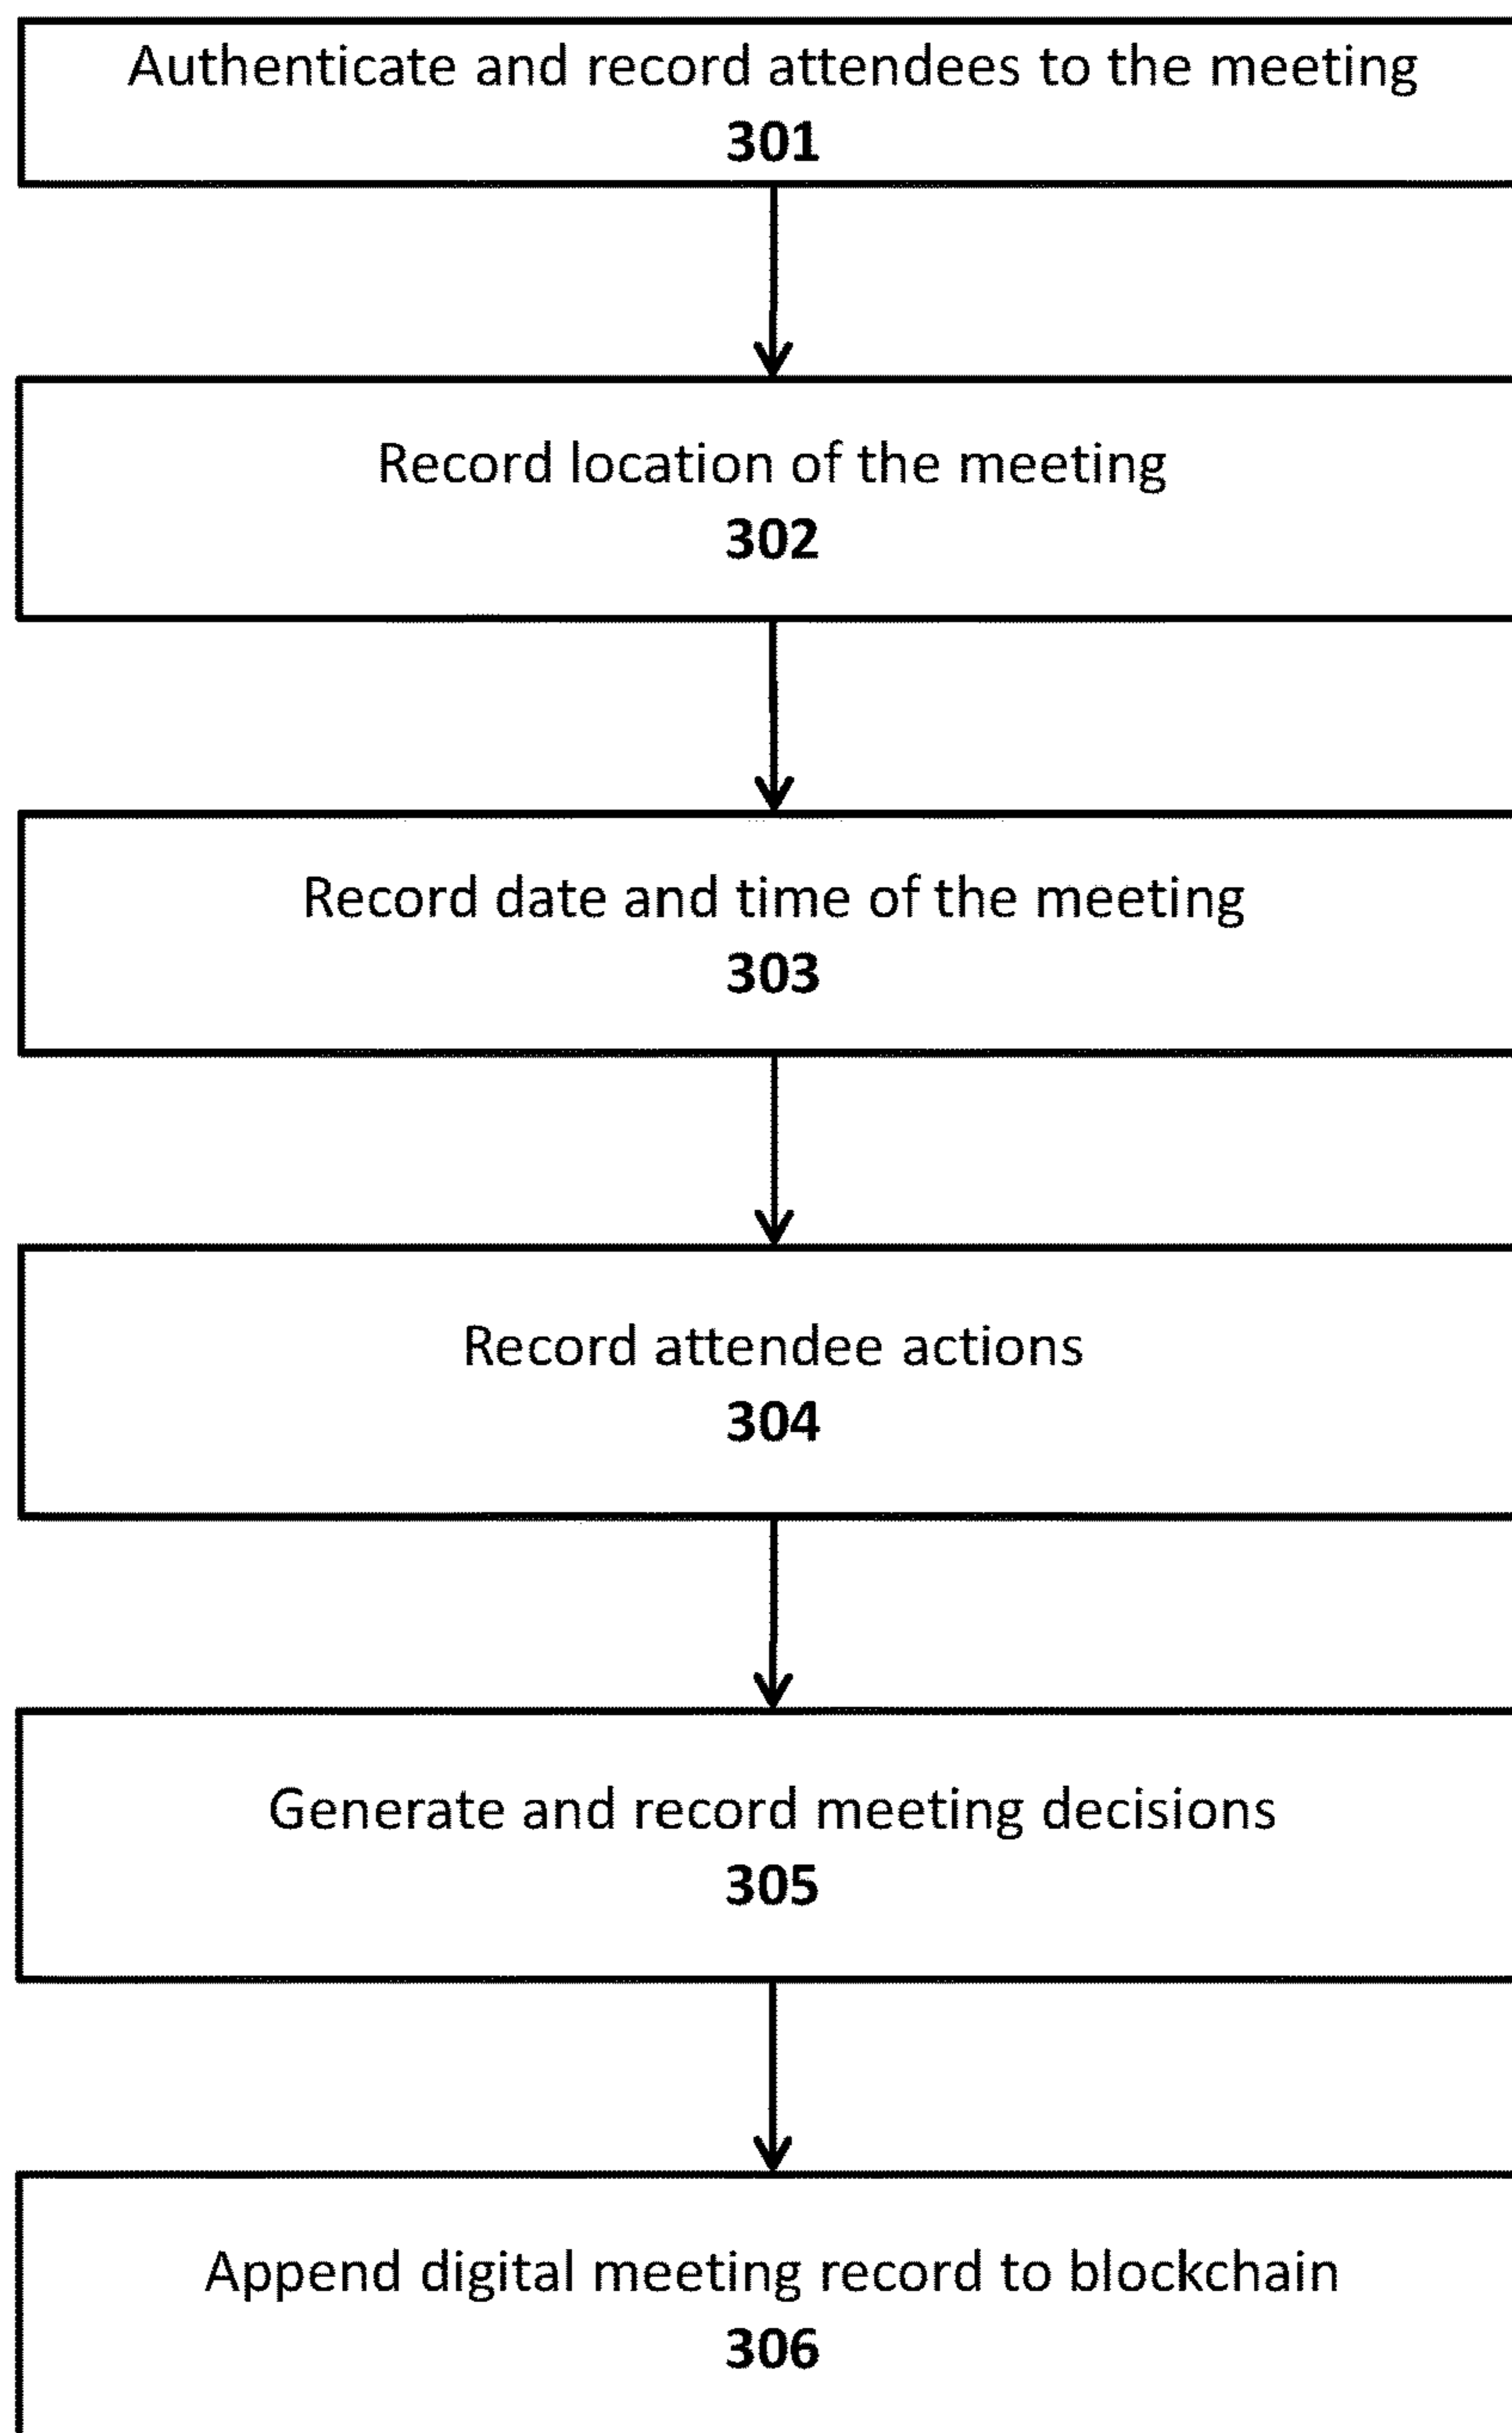 Authenticate and record attendees to the meeting
301
Record location of the meeting
302
Record date and time of the meeting
303
Record attendee actions
304
Generate and record meeting decisions
305
Append digital meeting record to blockchain
306